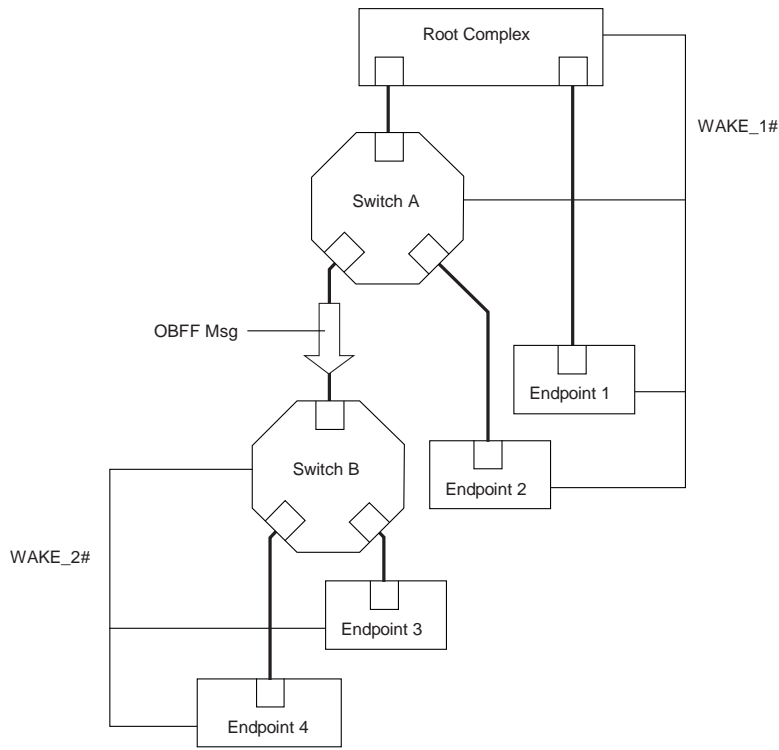 Root Complex
WAKE_1#
Switch A
OBFF Msg
Endpoint 1
Switch B
Endpoint 2
WAKE_2#
Endpoint 3
Endpoint 4